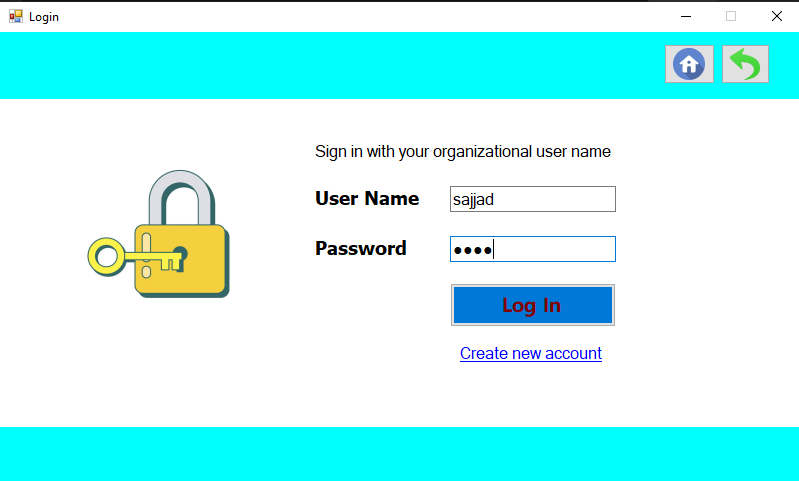 Login
Sign in with your organizational user name
User Name
sajjad
Password
●●●●
Log In
Create new account